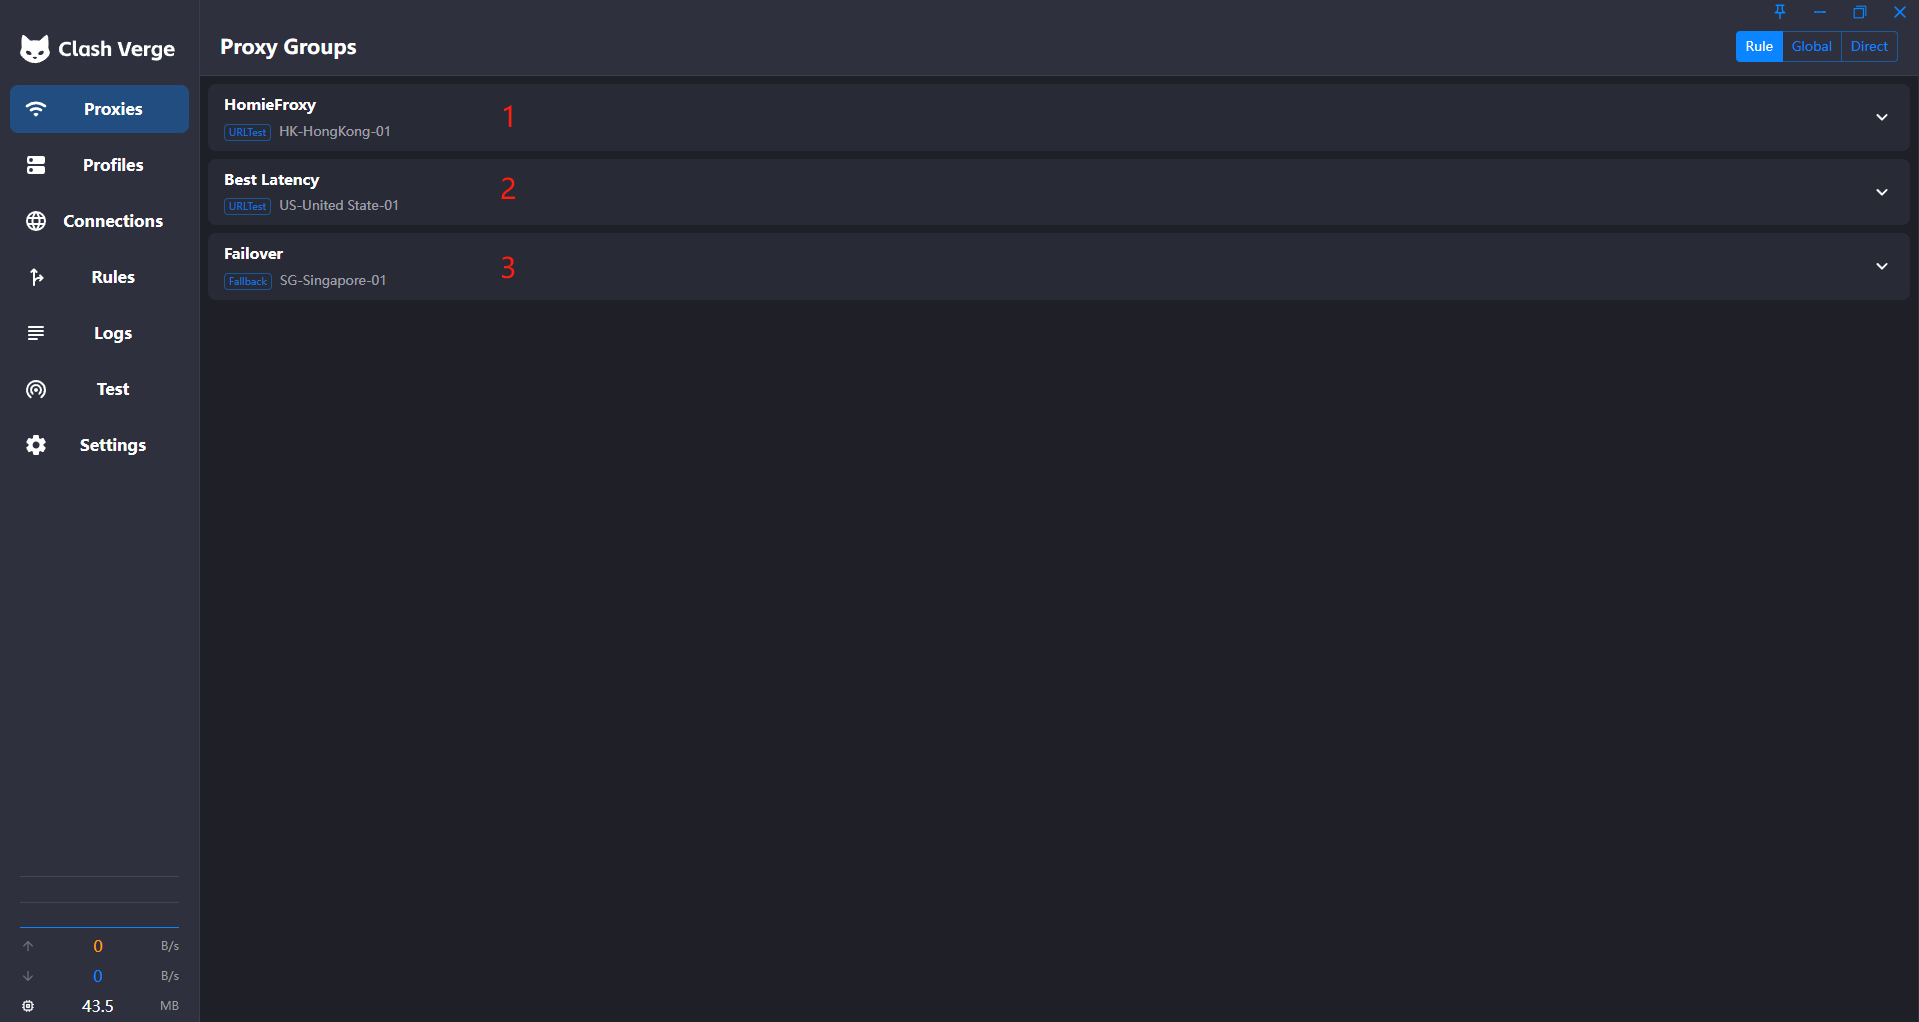 Clash Verge
Proxies
Profiles
Connections
Rules
Logs
Test
Settings
0 B/s
0 B/s
43.5 MB
Proxy Groups
Rule Global Direct
HomieFroxy
URLTest HK-HongKong-01
1
Best Latency
URLTest US-United State-01
2
Failover
Fallback SG-Singapore-01
3